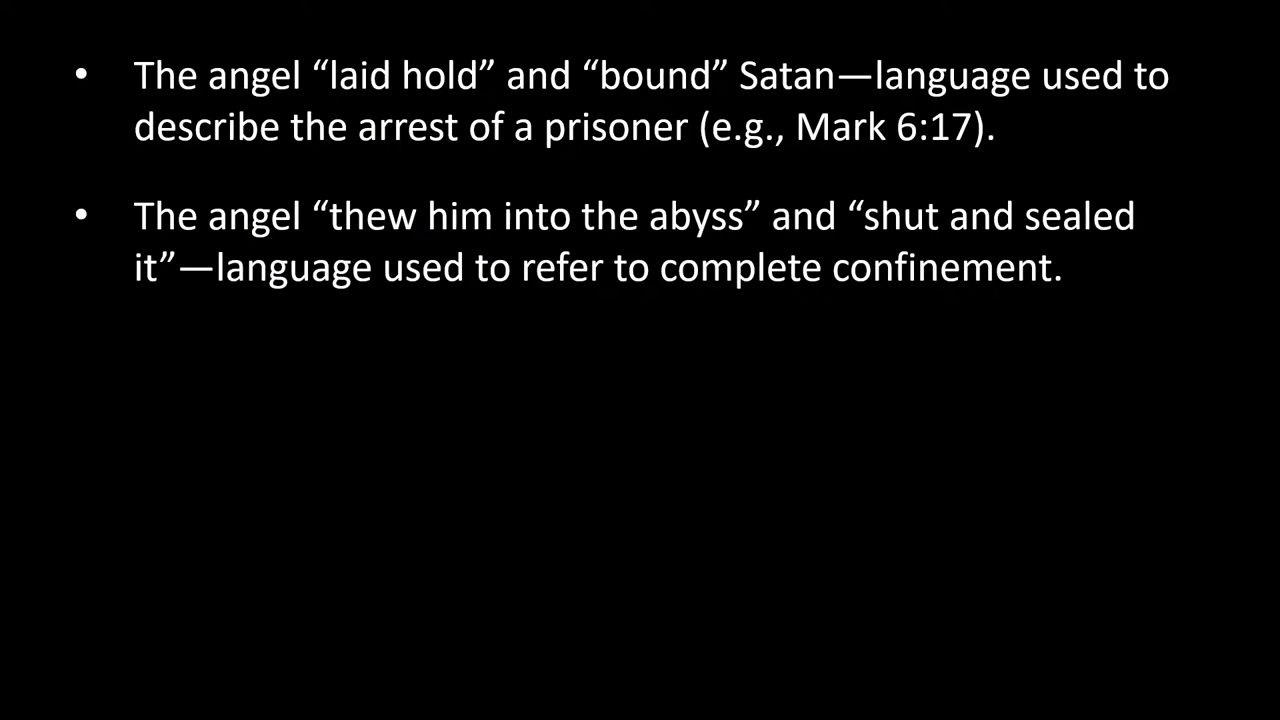 • The angel “laid hold” and “bound” Satan—language used to
describe the arrest of a prisoner (e.g., Mark 6:17).
• The angel “thew him into the abyss” and “shut and sealed
it”—language used to refer to complete confinement.